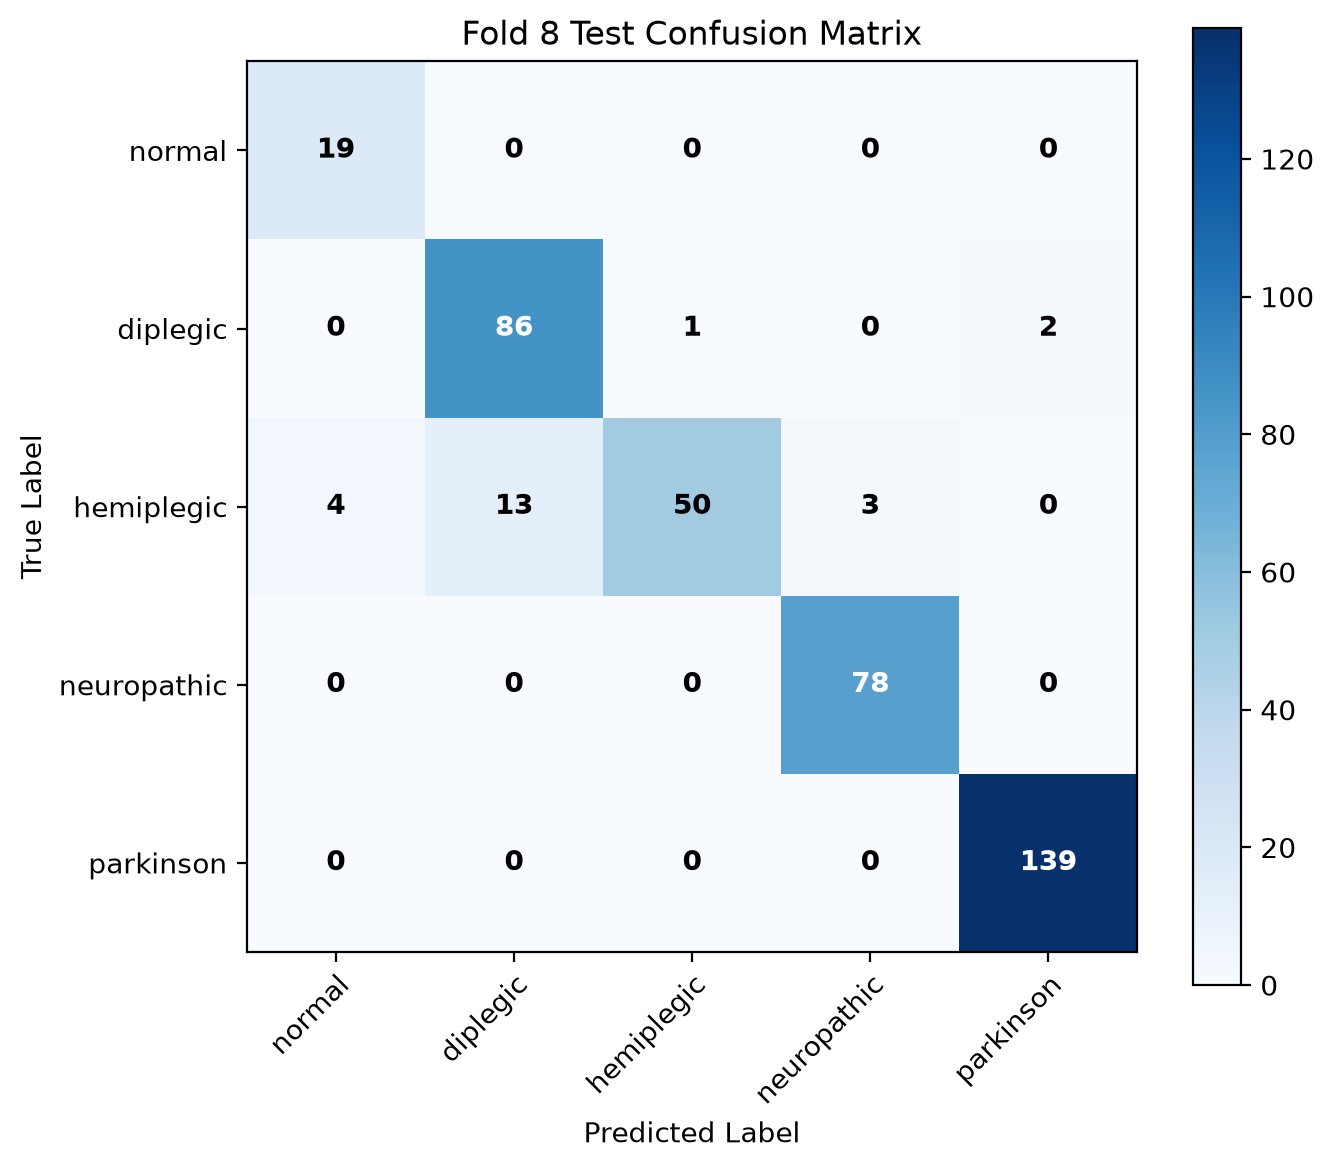 Fold 8 Test Confusion Matrix
True Label
normal 19 0 0 0 0
diplegic 0 86 1 0 2
hemiplegic 4 13 50 3 0
neuropathic 0 0 0 78 0
parkinson 0 0 0 0 139
normal diplegic hemiplegic neuropathic parkinson
Predicted Label
120
100
80
60
40
20
0